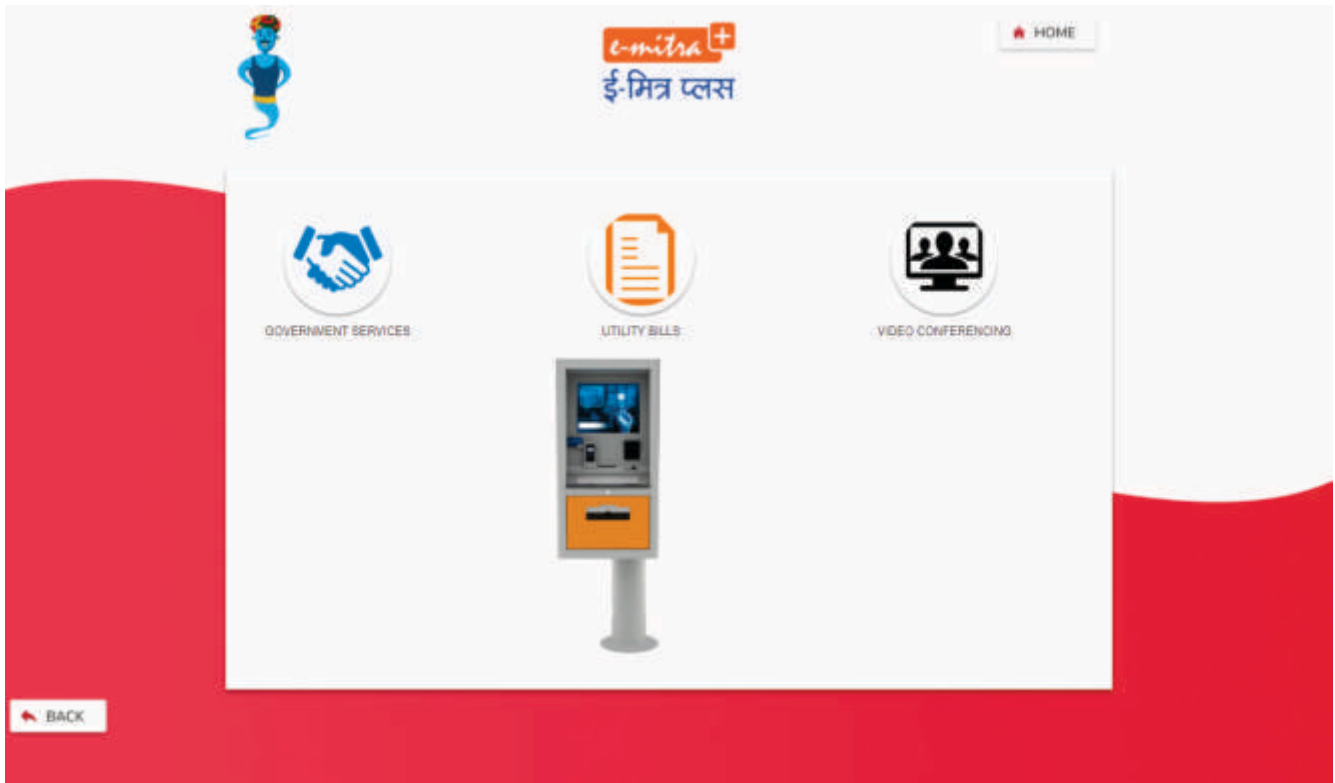 e-mitra +
ई-मित्र प्लस
HOME
GOVERNMENT SERVICES
UTILITY BILLS
VIDEO CONFERENCING
BACK